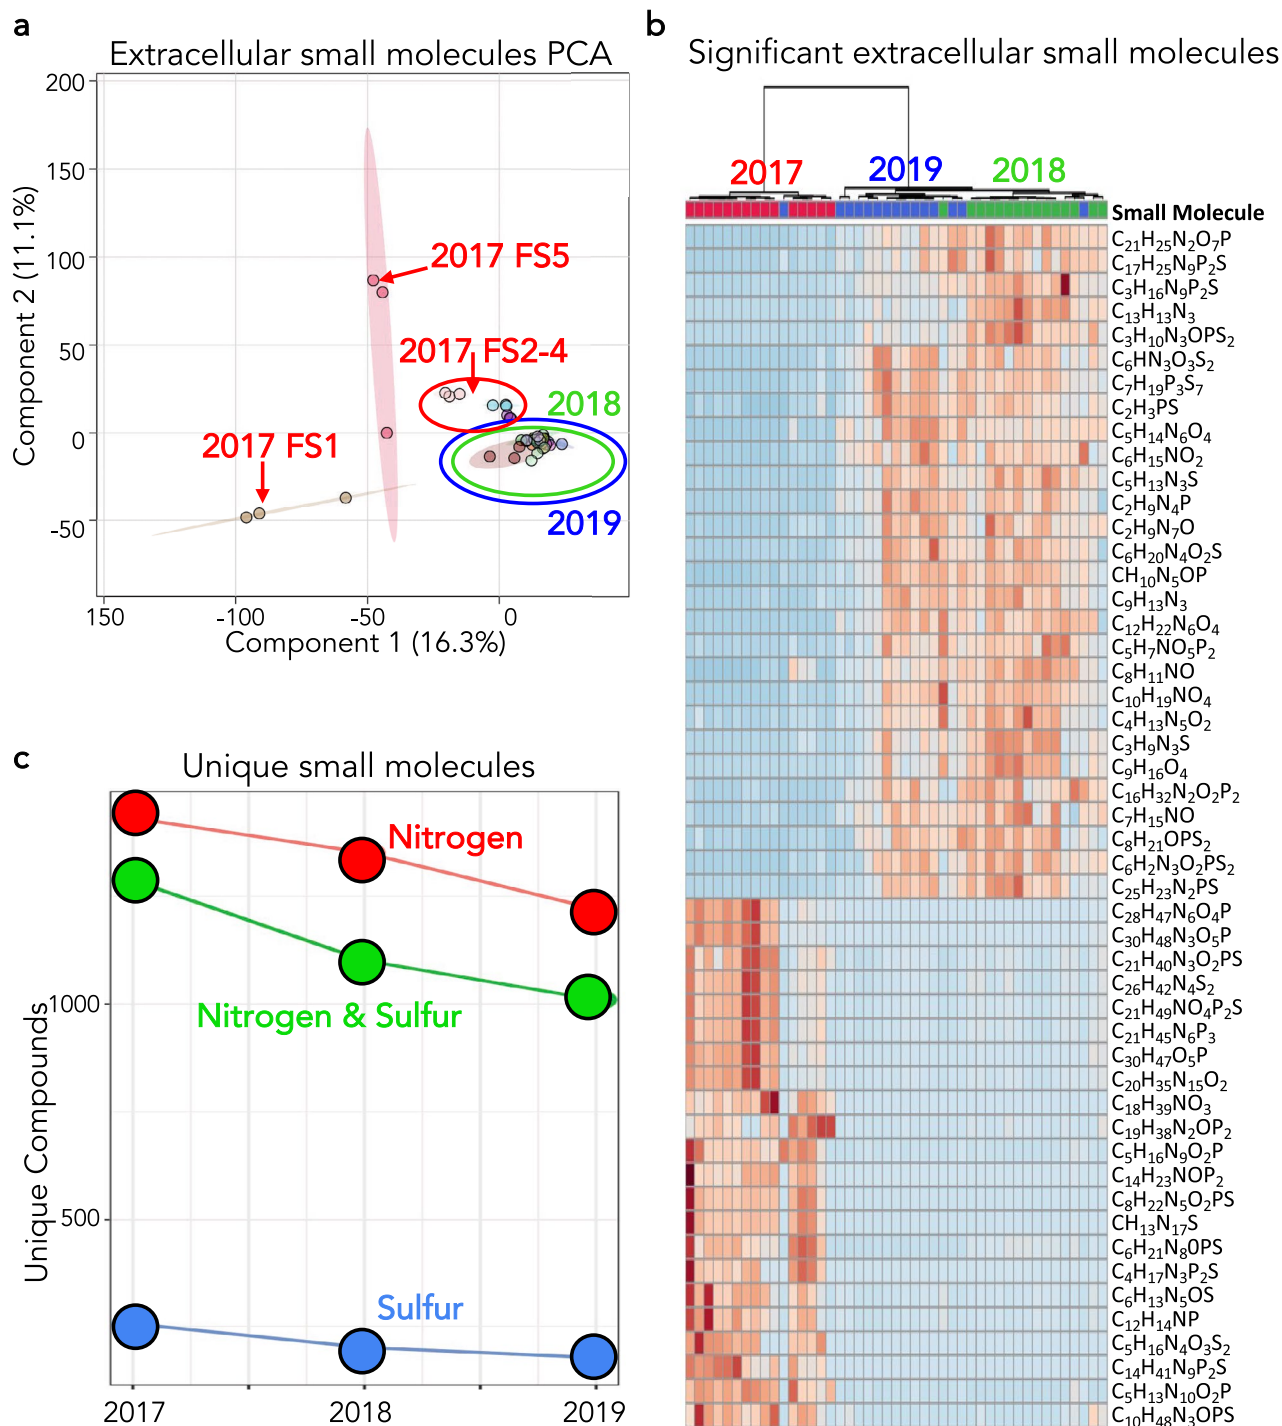 a
Extracellular small molecules PCA
200
150
100
50
0
-50
Component 2 (11.1%)
2017 FS5
2017 FS2-4
2018
2017 FS1
2019
150
-100
-50
0
Component 1 (16.3%)
b
Significant extracellular small molecules
2017
2019
2018
Small Molecule
C21H25N2O7P
C17H25N9P2S
C3H16N9P2S
C13H13N3
C3H10N3OPS2
C6HN3O3S2
C7H19P3S7
C2H3PS
C5H14N6O4
C6H15NO2
C5H13N3S
C2H9N4P
C2H9N7O
C6H20N4O2S
CH10N5OP
C9H13N3
C12H22N6O4
C5H7NO5P2
C8H11NO
C10H19NO4
C4H13N5O2
C3H9N3S
C9H16O4
C16H32N2O2P2
C7H15NO
C8H21OPS2
C6H2N3O2PS2
C25H23N2PS
C28H47N6O4P
C30H48N3O5P
C21H40N3O2PS
C26H42N4S2
C21H49NO4P2S
C21H45N6P3
C30H47O5P
C20H35N15O2
C18H39NO3
C19H38N2OP2
C5H16N9O2P
C14H23NOP2
C8H22N5O2PS
CH13N17S
C6H21N80PS
C4H17N3P2S
C6H13N5OS
C12H14NP
C5H16N4O3S2
C14H41N9P2S
C5H13N10O2P
C10H48N3OPS
c
Unique small molecules
Nitrogen
Nitrogen & Sulfur
Sulfur
1000
500
Unique Compounds
2017
2018
2019